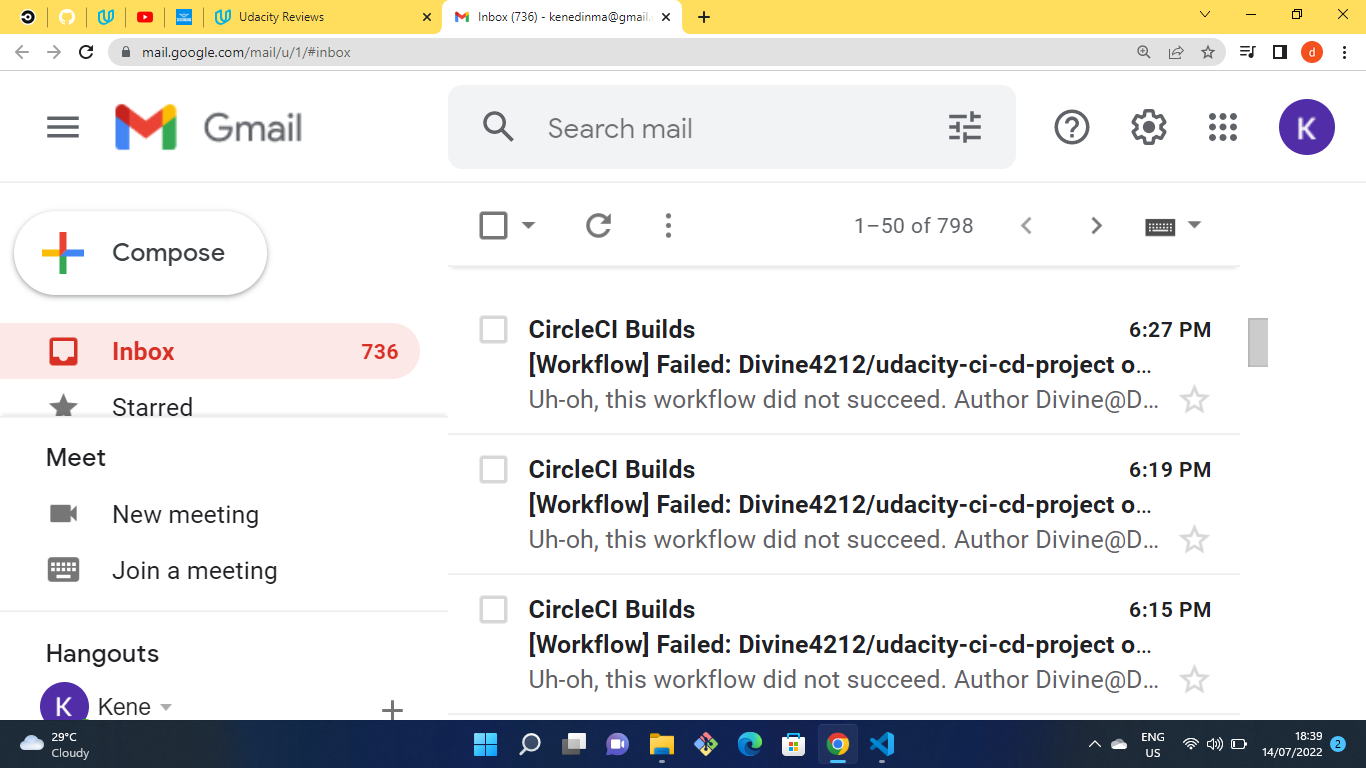 Udacity Reviews
Inbox (736) - kenedinma@gmail.
mail.google.com/mail/u/1/#inbox
d
Gmail
Search mail
K
Compose
1–50 of 798
Inbox 736
Starred
Meet
New meeting
Join a meeting
Hangouts
K Kene
CircleCI Builds 6:27 PM
[Workflow] Failed: Divine4212/udacity-ci-cd-project o…
Uh-oh, this workflow did not succeed. Author Divine@D…
CircleCI Builds 6:19 PM
[Workflow] Failed: Divine4212/udacity-ci-cd-project o…
Uh-oh, this workflow did not succeed. Author Divine@D…
CircleCI Builds 6:15 PM
[Workflow] Failed: Divine4212/udacity-ci-cd-project o…
Uh-oh, this workflow did not succeed. Author Divine@D…
29°C
Cloudy
ENG
US
18:39
14/07/2022
2